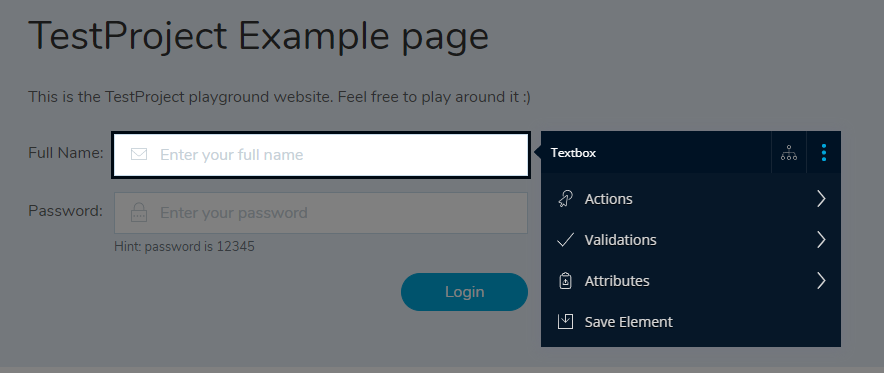 TestProject Example page
This is the TestProject playground website. Feel free to play around it :)
Full Name:
Enter your full name
Password:
Enter your password
Hint: password is 12345
Login
Textbox
Actions
Validations
Attributes
Save Element